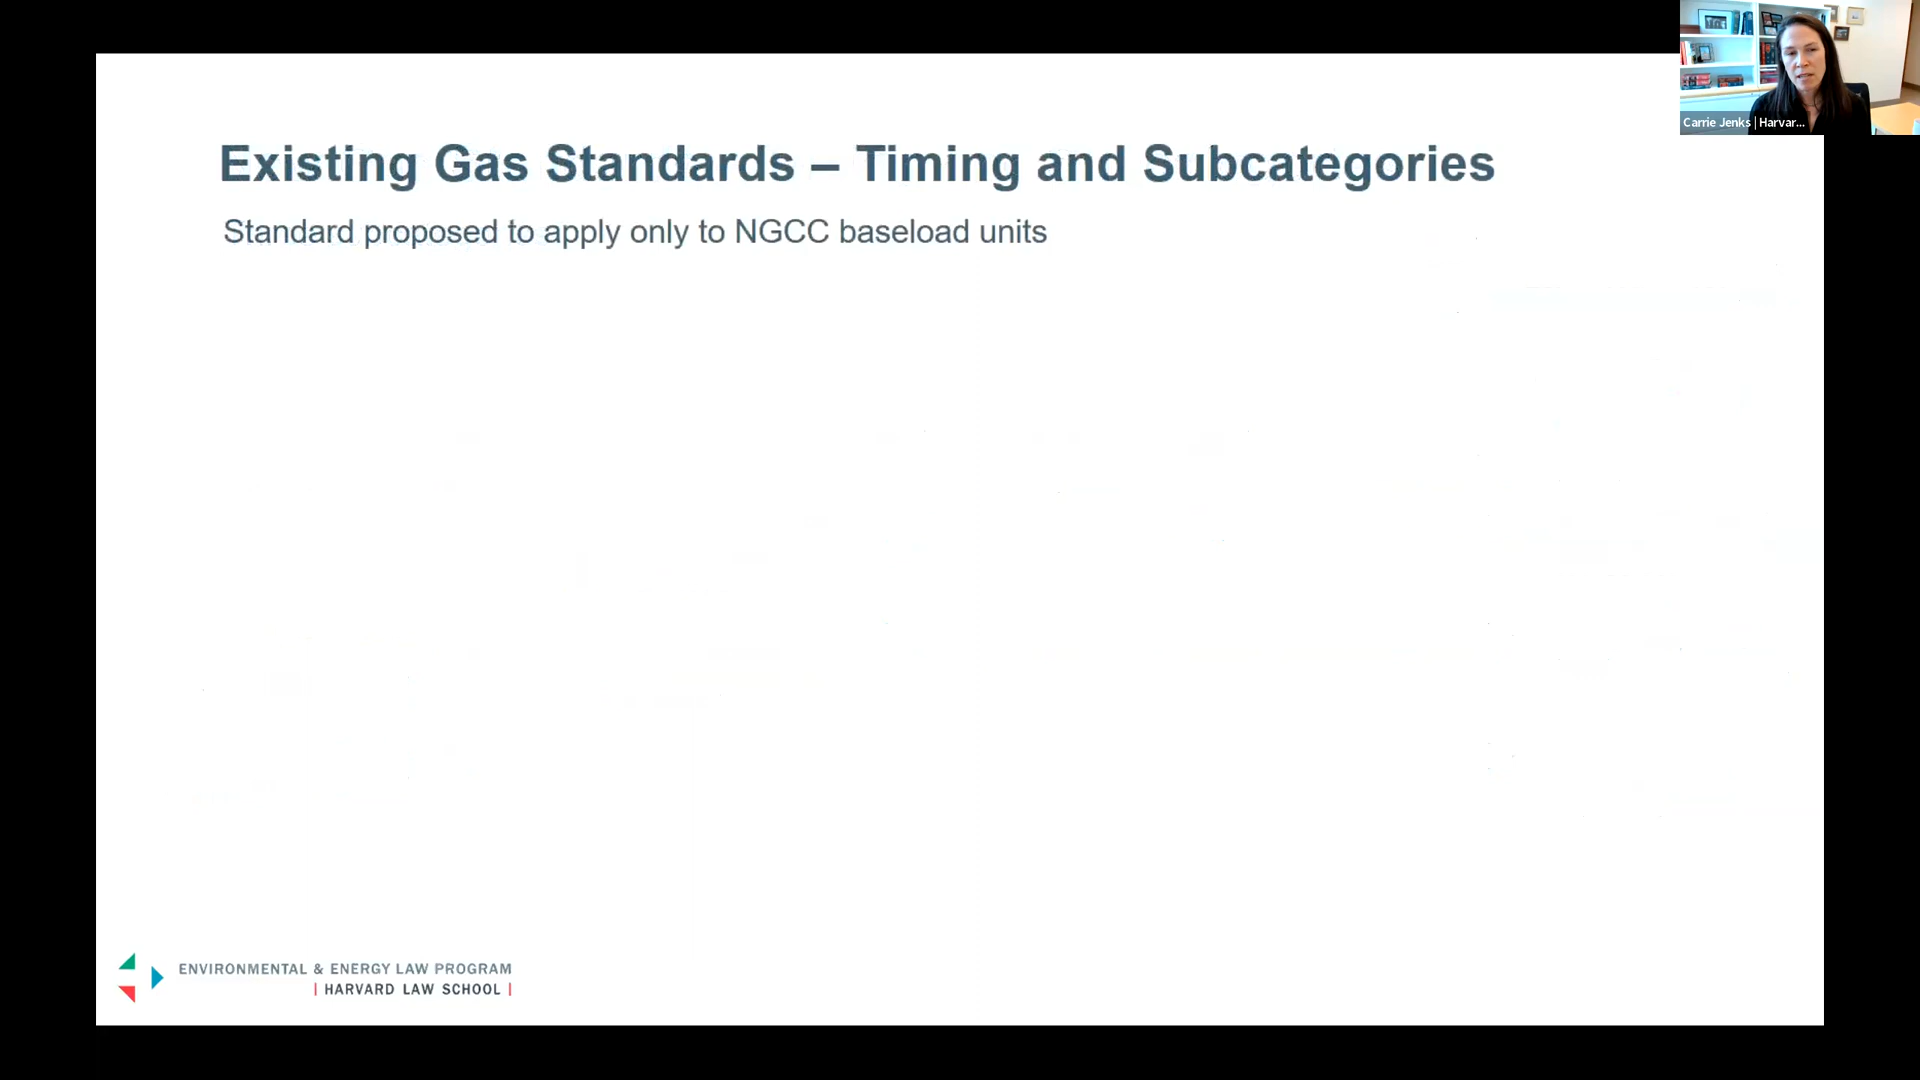 Carrie Jenks | Harvar...
Existing Gas Standards – Timing and Subcategories
Standard proposed to apply only to NGCC baseload units
ENVIRONMENTAL & ENERGY LAW PROGRAM
| HARVARD LAW SCHOOL |